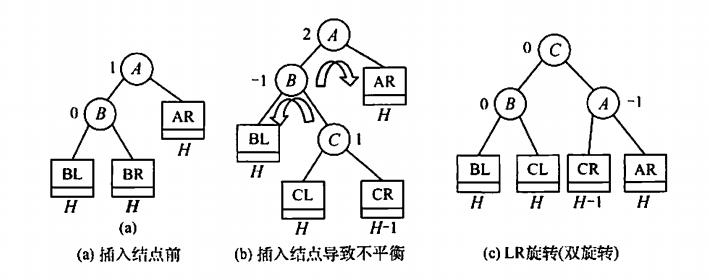 1 A
0 B
AR
H
BL BR
H H
(a)
(a) 插入结点前
2 A
-1 B
AR
H
BL
H
C 1
CL CR
H H-1
(b) 插入结点导致不平衡
0 C
0 B A -1
BL CL CR AR
H H H-1 H
(c) LR旋转(双旋转)